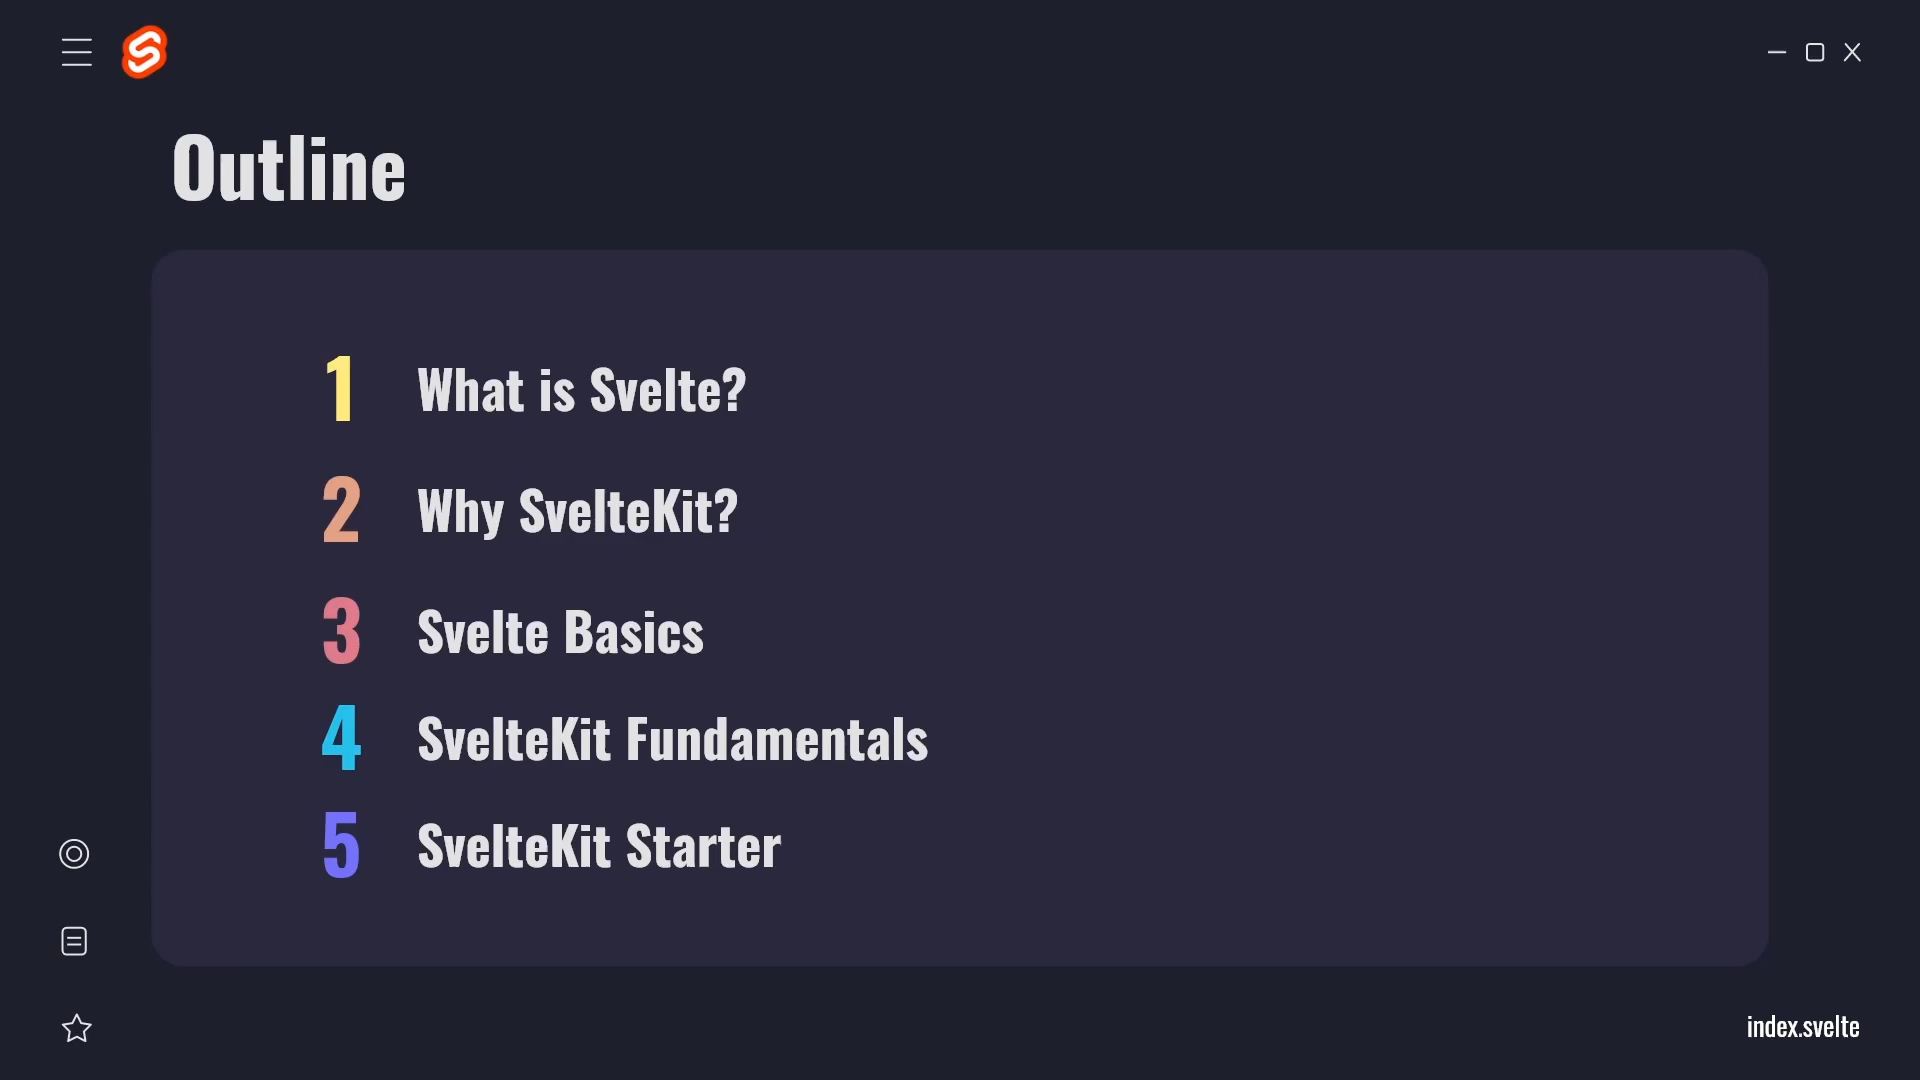 Outline
1 What is Svelte?
2 Why SvelteKit?
3 Svelte Basics
4 SvelteKit Fundamentals
5 SvelteKit Starter
index.svelte